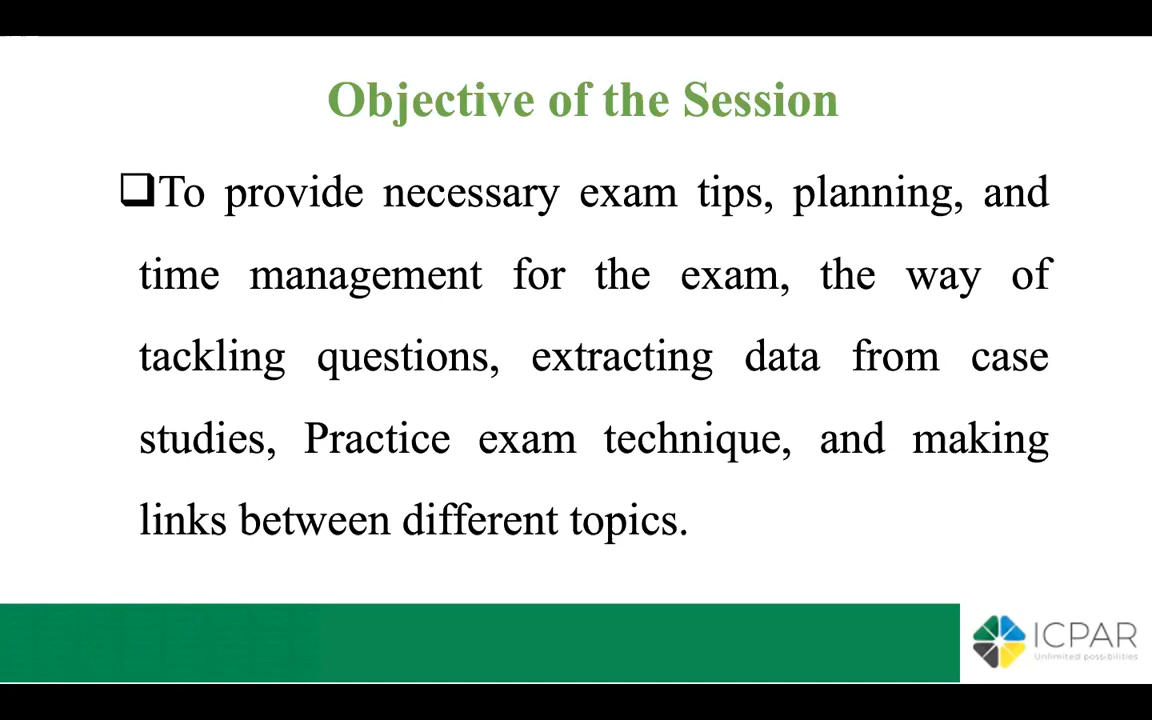 Objective of the Session
❑To provide necessary exam tips, planning, and
time management for the exam, the way of
tackling questions, extracting data from case
studies, Practice exam technique, and making
links between different topics.
ICPAR
Unlimited possibilities